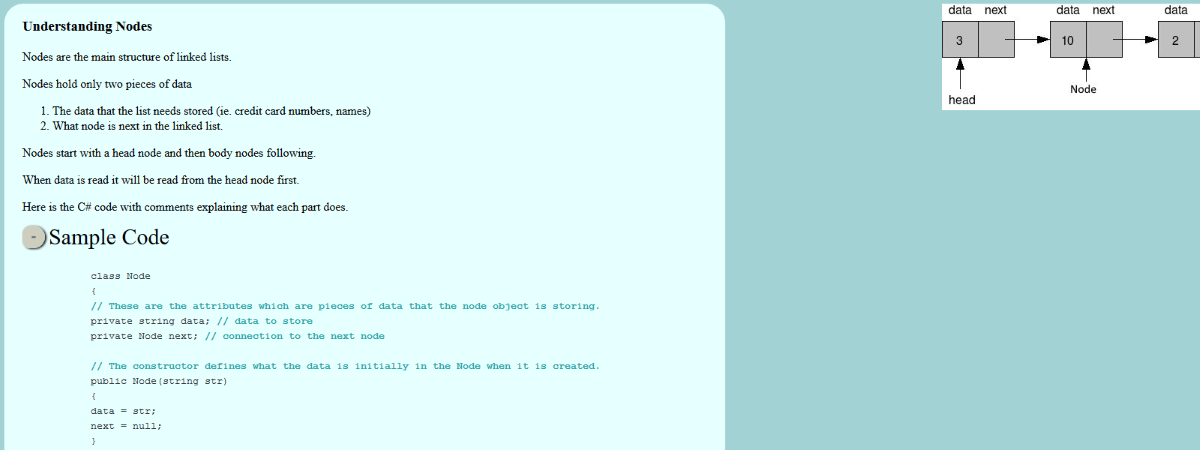 Understanding Nodes
Nodes are the main structure of linked lists.
Nodes hold only two pieces of data
1. The data that the list needs stored (ie. credit card numbers, names)
2. What node is next in the linked list.
Nodes start with a head node and then body nodes following.
When data is read it will be read from the head node first.
Here is the C# code with comments explaining what each part does.
- Sample Code
class Node
{
// These are the attributes which are pieces of data that the node object is storing.
private string data; // data to store
private Node next; // connection to the next node
// The constructor defines what the data is initially in the Node when it is created.
public Node(string str)
{
data = str;
next = null;
}
data next data next data
3 10 2
Node
head